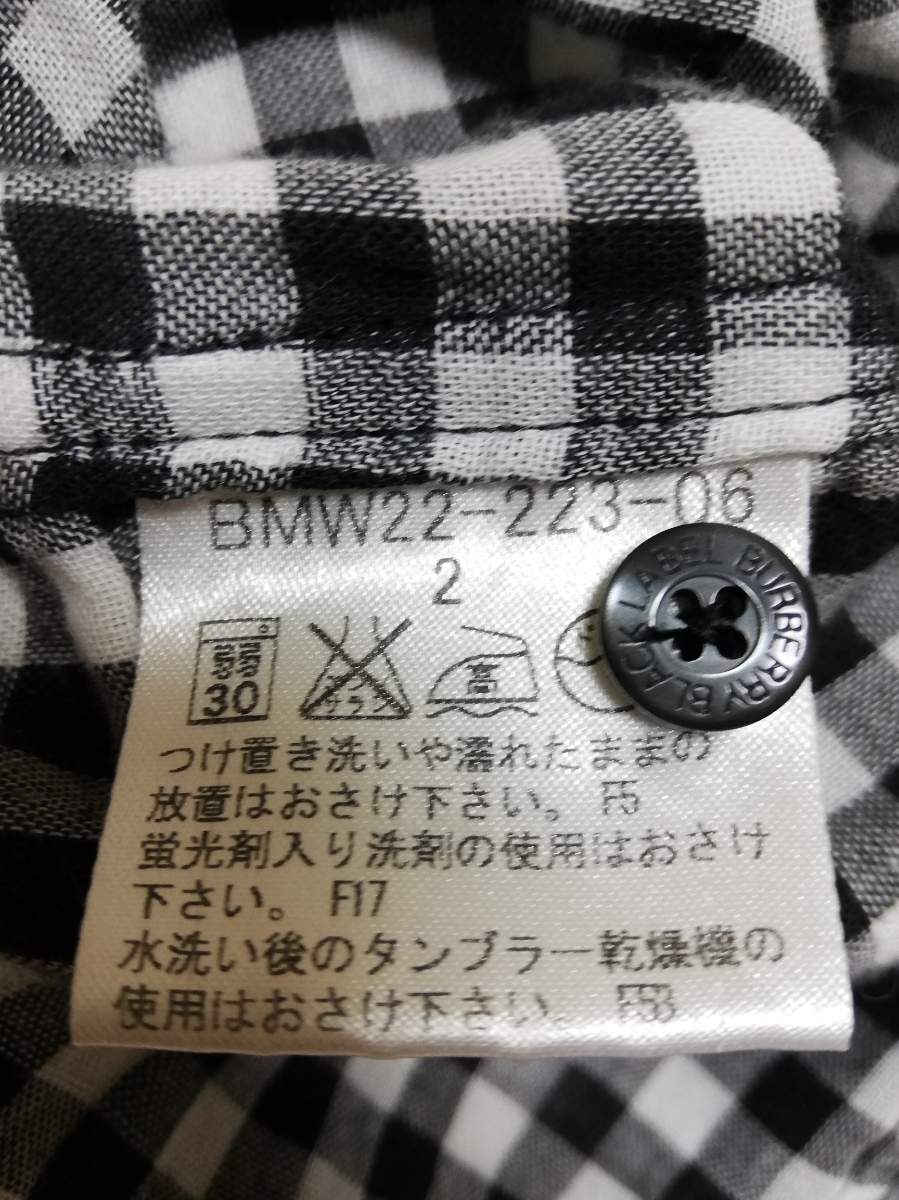 BMW22-223-06
2
BURBERRY BLACK LABEL
30
高
つけ置き洗いや濡れたままの
放置はおさけ下さい。 F5
蛍光剤入り洗剤の使用はおさけ
下さい。 F17
水洗い後のタンブラー乾燥機の
使用はおさけ下さい。 F53